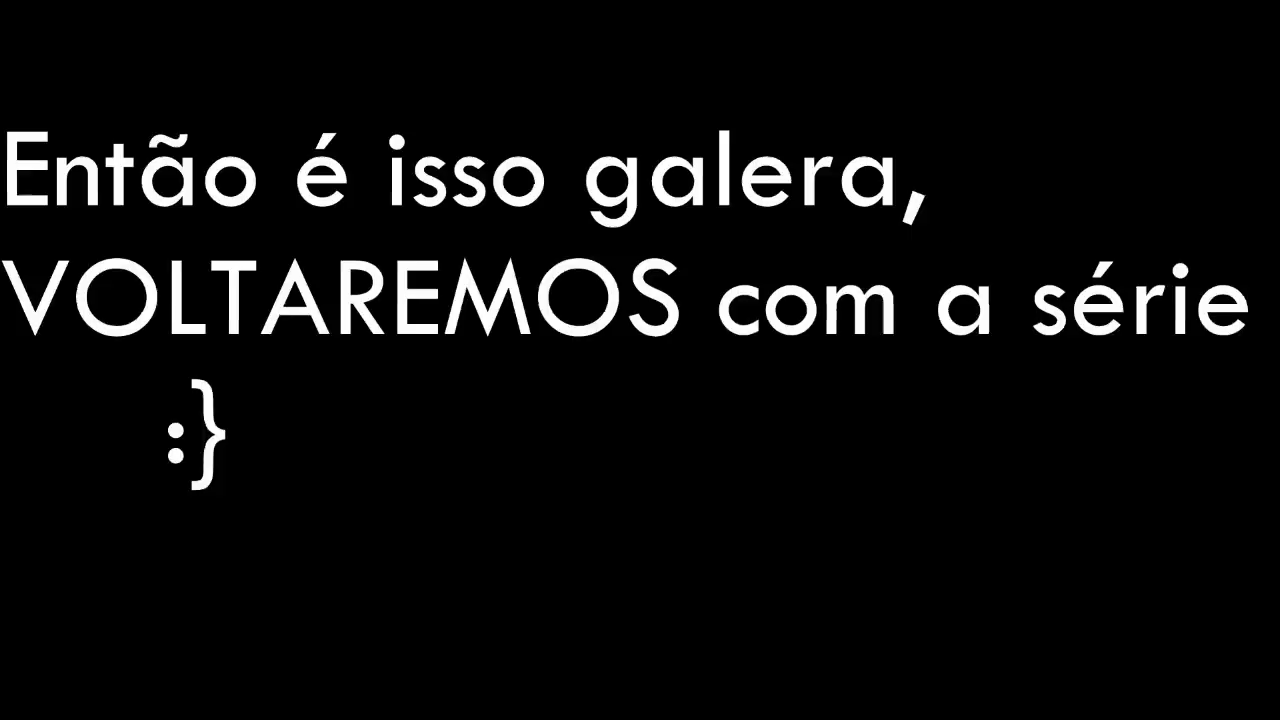 Então é isso galera,
VOLTAREMOS com a série
:}